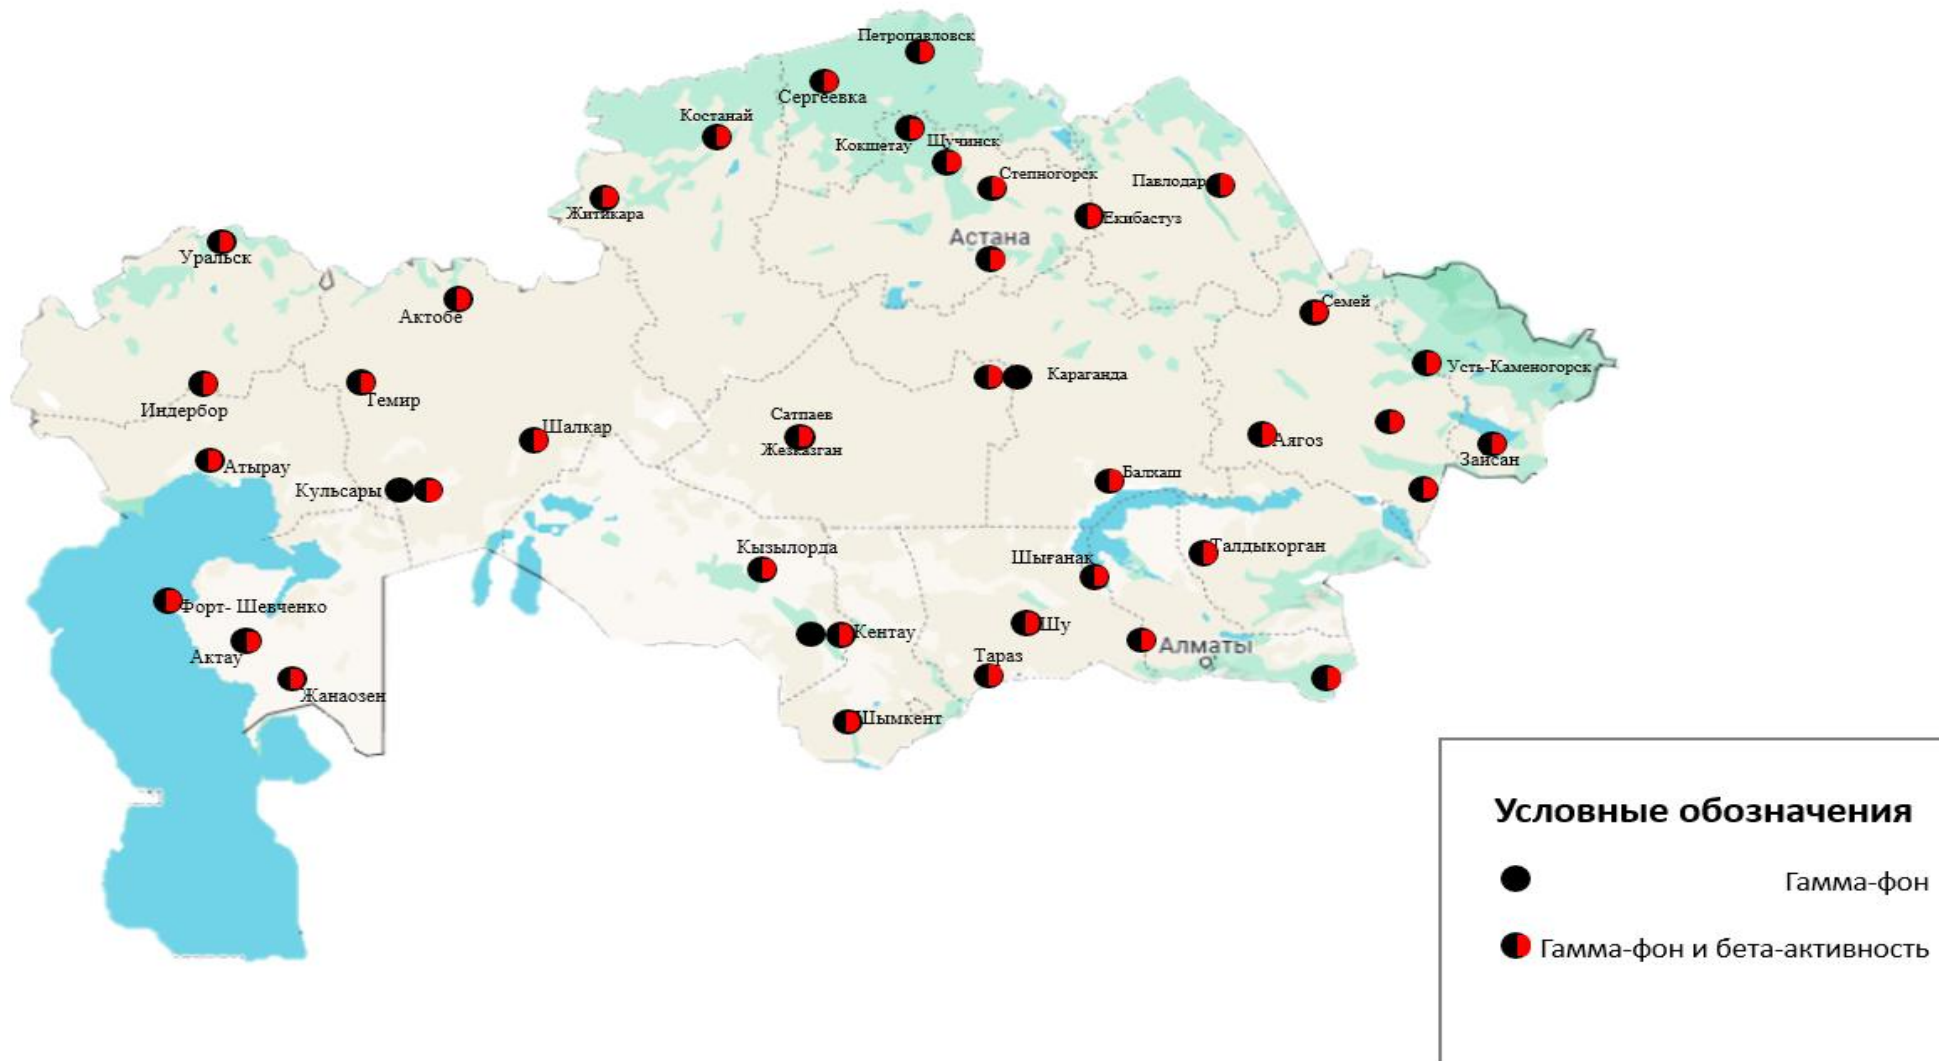 Петропавловск
Сергеевка
Костанай
Кокшетау
Щучинск
Степногорск
Павлодар
Житикара
Екибастуз
Астана
Уральск
Семей
Актобе
Усть-Каменогорск
Караганда
Темир
Индербор
Сатпаев
Шалкар
Аягоз
Жезказган
Зайсан
Атырау
Балхаш
Кульсары
Кызылорда
Талдыкорган
Шығанак
Форт- Шевченко
Шу
Кентау
Алматы
Актау
Тараз
Жанаозен
Шымкент
Условные обозначения
Гамма-фон
Гамма-фон и бета-активность